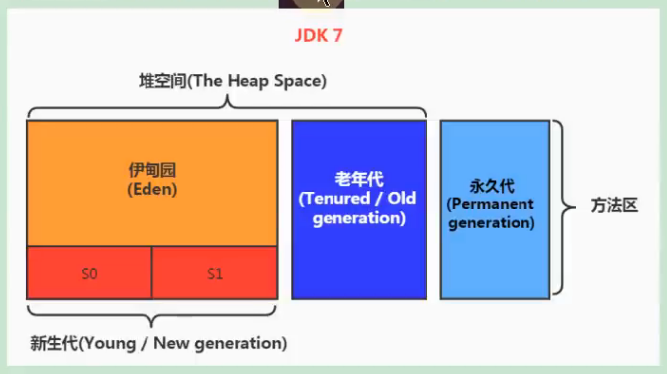 JDK 7
堆空间(The Heap Space)
伊甸园
(Eden)
老年代
(Tenured / Old
generation)
永久代
(Permanent
generation)
方法区
S0
S1
新生代(Young / New generation)